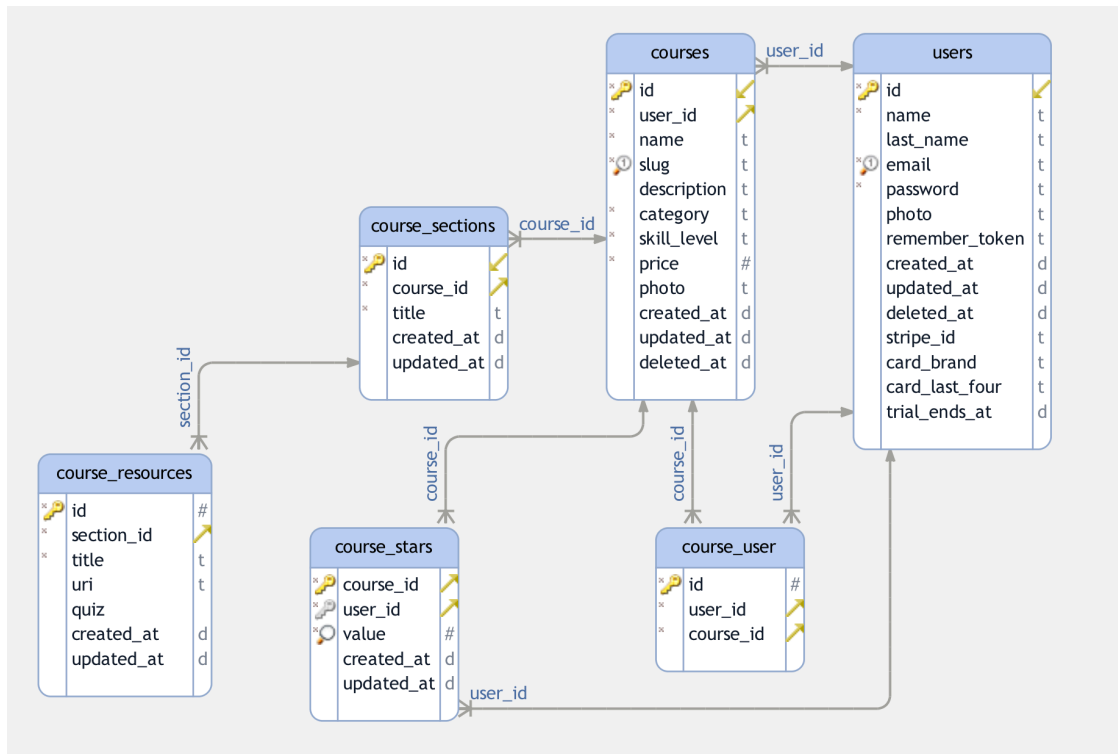 courses
id
user_id
name t
slug t
description t
category t
skill_level t
price #
photo t
created_at d
updated_at d
deleted_at d
user_id
users
id
name t
last_name t
email t
password t
photo t
remember_token t
created_at d
updated_at d
deleted_at d
stripe_id t
card_brand t
card_last_four t
trial_ends_at d
course_sections
id
course_id
title t
created_at d
updated_at d
course_id
section_id
course_resources
id #
section_id
title t
uri t
quiz
created_at d
updated_at d
course_id
course_stars
course_id
user_id
value #
created_at d
updated_at d
user_id
course_id
user_id
course_user
id #
user_id
course_id